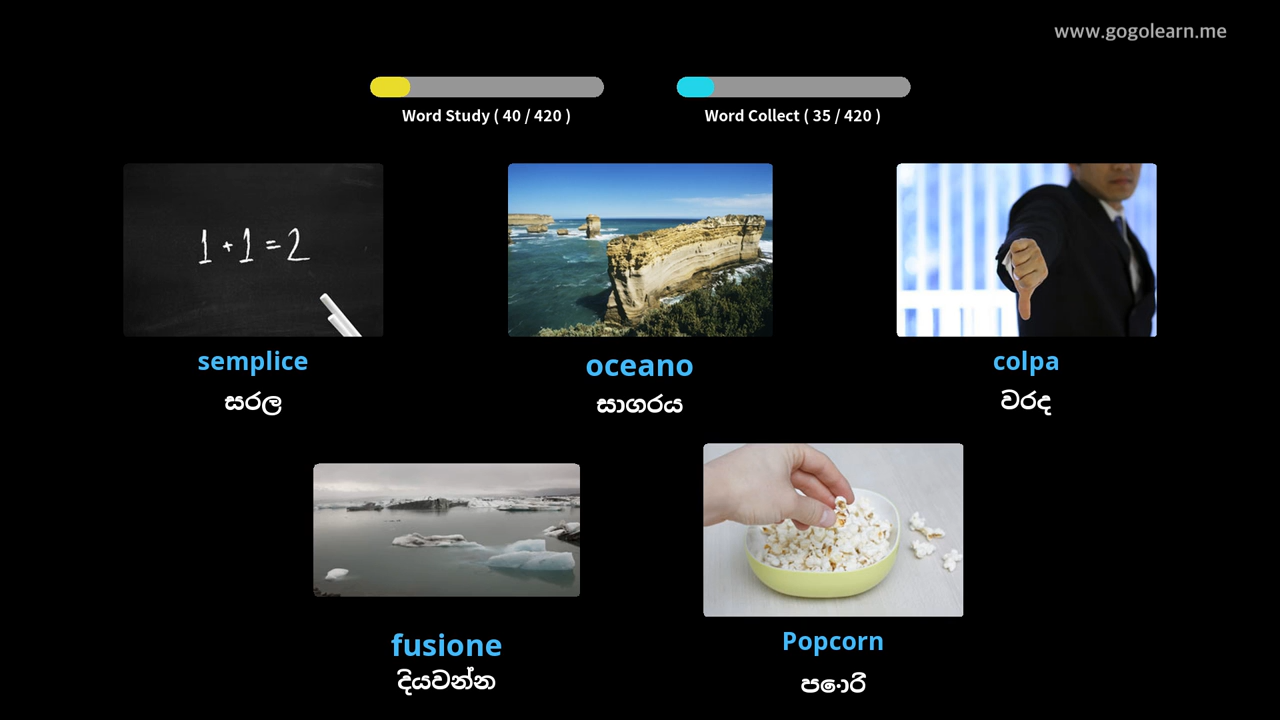 www.gogolearn.me
Word Study ( 40 / 420 )
Word Collect ( 35 / 420 )
1 + 1 = 2
semplice
සරල
oceano
සාගරය
colpa
වරද
fusione
දියවන්න
Popcorn
පෙංාරි